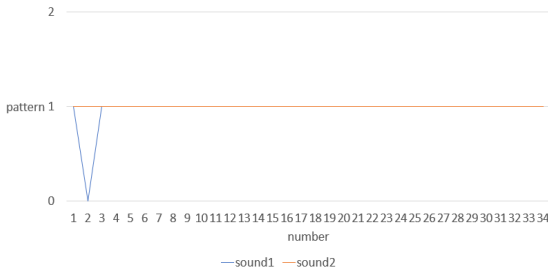 2
pattern 1
0
1 2 3 4 5 6 7 8 9 10 11 12 13 14 15 16 17 18 19 20 21 22 23 24 25 26 27 28 29 30 31 32 33 34
number
sound1 sound2